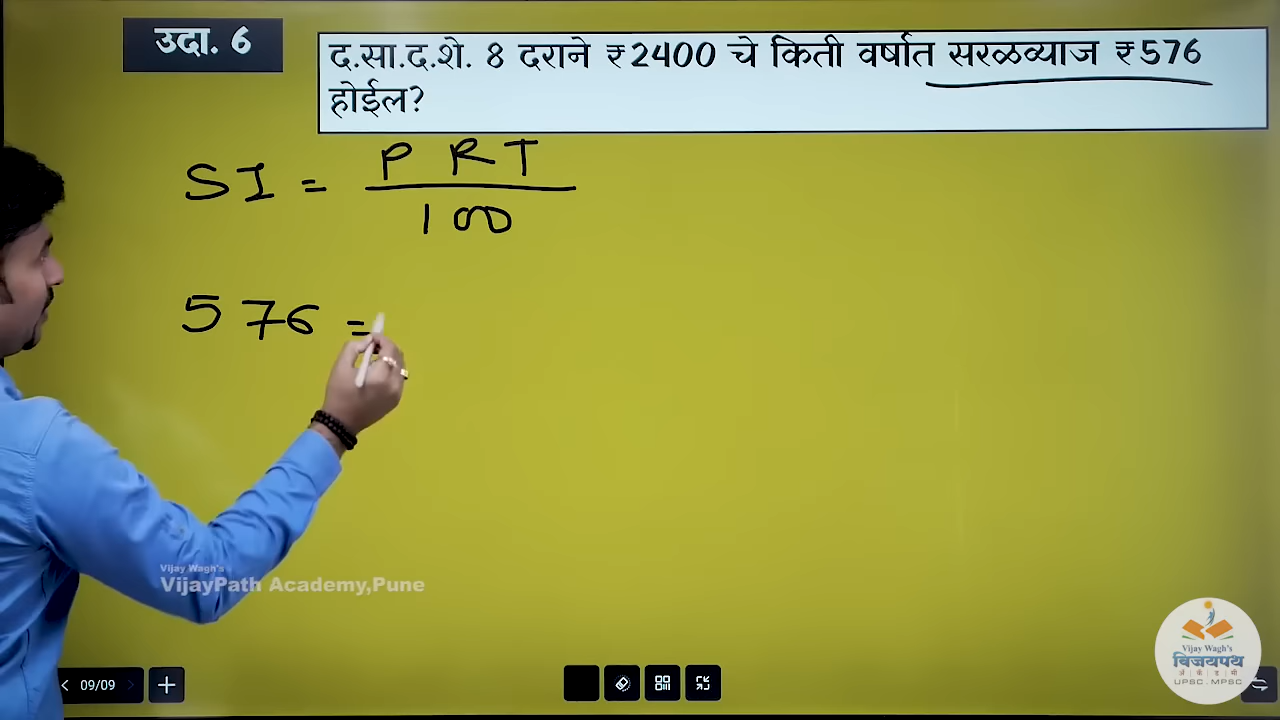 उदा. 6
द.सा.द.शे. 8 दराने ₹2400 चे किती वर्षात सरळव्याज ₹576
होईल?
SI = P R T
100
576 =
Vijay Wagh's
VijayPath Academy,Pune
09/09
Vijay Wagh's
विजयपथ
अॅकॅडमी
UPSC - MPSC